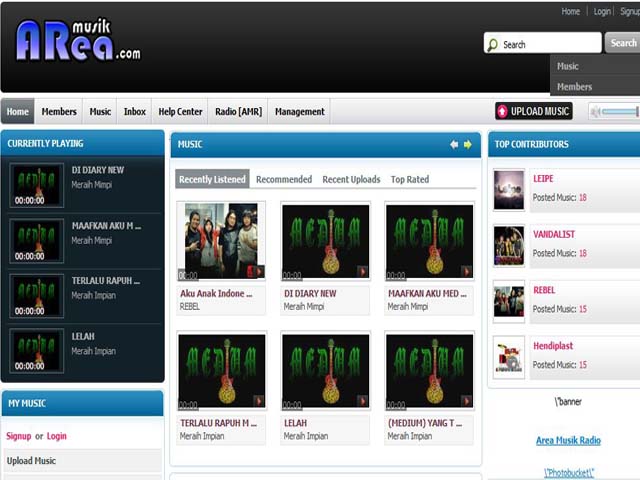 Home | Login | Signup
ARea musik .com
Search Search
Music
Members
Home Members Music Inbox Help Center Radio [AMR] Management UPLOAD MUSIC
CURRENTLY PLAYING
DI DIARY NEW
Meraih Mimpi
00:00:00
MAAFKAN AKU M ...
Meraih Mimpi
00:00:00
TERLALU RAPUH ...
Meraih Impian
00:00:00
LELAH
Meraih Impian
00:00:00
MY MUSIC
Signup or Login
Upload Music
MUSIC
Recently Listened Recommended Recent Uploads Top Rated
00:00
MEDIUM
00:00
MEDIUM
00:00
Aku Anak Indone ...
REBEL
DI DIARY NEW
Meraih Mimpi
MAAFKAN AKU MED ...
Meraih Mimpi
MEDIUM
00:00
MEDIUM
00:00
MEDIUM
00:00
TERLALU RAPUH M ...
Meraih Impian
LELAH
Meraih Impian
(MEDIUM) YANG T ...
Meraih Impian
TOP CONTRIBUTORS
LEIPE
Posted Music: 18
VANDALIST
Posted Music: 18
REBEL
Posted Music: 15
Hendiplast
Posted Music: 15
\"banner
Area Musik Radio
\"Photobucket\"